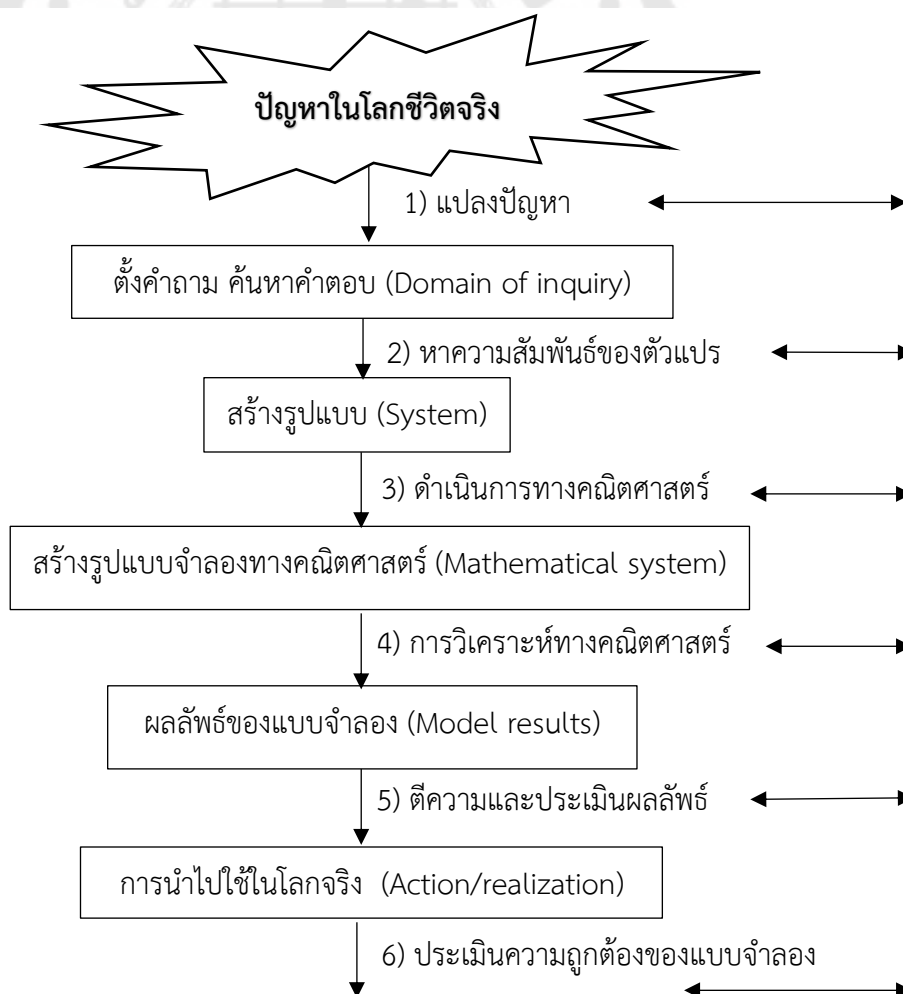 ปัญหาในโลกชีวิตจริง
1) แปลงปัญหา
ตั้งคำถาม ค้นหาคำตอบ (Domain of inquiry)
2) หาความสัมพันธ์ของตัวแปร
สร้างรูปแบบ (System)
3) ดำเนินการทางคณิตศาสตร์
สร้างรูปแบบจำลองทางคณิตศาสตร์ (Mathematical system)
4) การวิเคราะห์ทางคณิตศาสตร์
ผลลัพธ์ของแบบจำลอง (Model results)
5) ตีความและประเมินผลลัพธ์
การนำไปใช้ในโลกจริง (Action/realization)
6) ประเมินความถูกต้องของแบบจำลอง